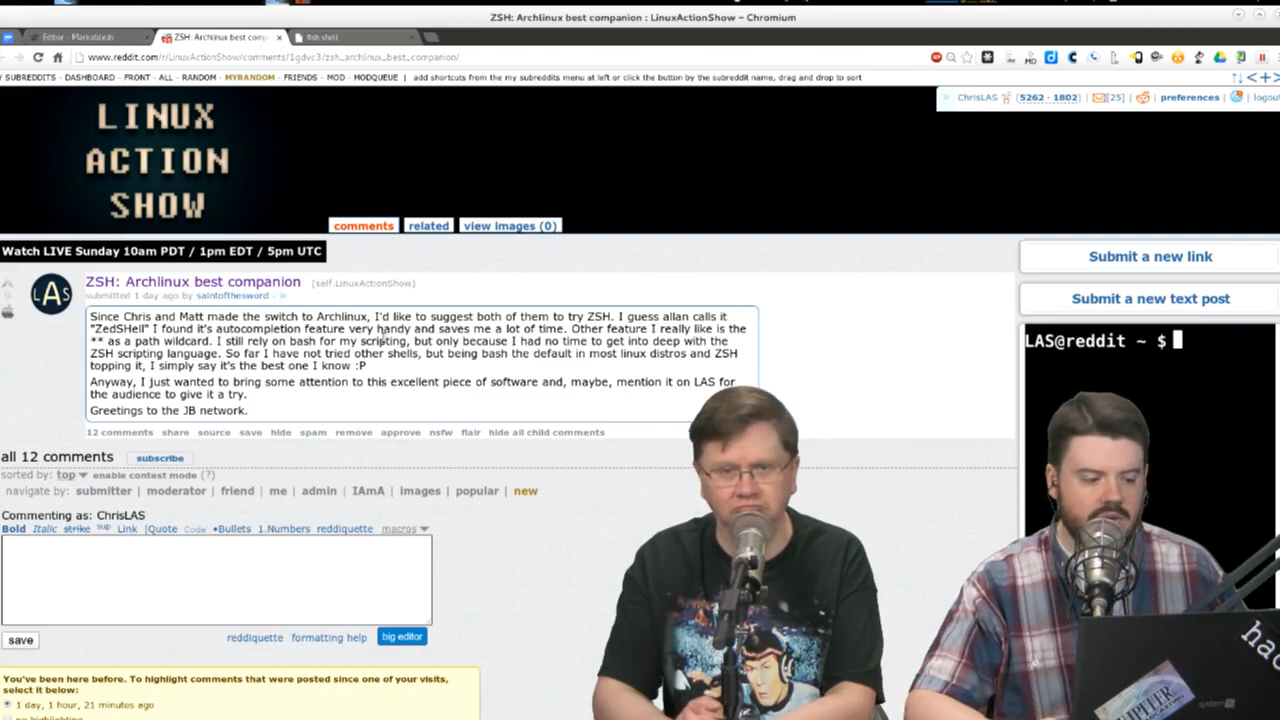 ZSH: Archlinux best companion : LinuxActionShow - Chromium
Editor - Markable.in
ZSH: Archlinux best comp
fish shell
www.reddit.com/r/LinuxActionShow/comments/1gdvc3/zsh_archlinux_best_companion/
Y SUBREDDITS - DASHBOARD - FRONT - ALL - RANDOM - MYRANDOM - FRIENDS - MOD - MODQUEUE | add shortcuts from the my subreddits menu at left or click the button by the subreddit name, drag and drop to sort
ChrisLAS (5262 · 1802) | [25] | | preferences | | logout
LINUX
ACTION
SHOW
comments related view images (0)
Watch LIVE Sunday 10am PDT / 1pm EDT / 5pm UTC
Submit a new link
Submit a new text post
LAS
ZSH: Archlinux best companion (self.LinuxActionShow)
submitted 1 day ago by saintofthesword
Since Chris and Matt made the switch to Archlinux, I'd like to suggest both of them to try ZSH. I guess allan calls it
"ZedSHell" I found it's autocompletion feature very handy and saves me a lot of time. Other feature I really like is the
** as a path wildcard. I still rely on bash for my scripting, but only because I had no time to get into deep with the
ZSH scripting language. So far I have not tried other shells, but being bash the default in most linux distros and ZSH
topping it, I simply say it's the best one I know :P
Anyway, I just wanted to bring some attention to this excellent piece of software and, maybe, mention it on LAS for
the audience to give it a try.
Greetings to the JB network.
12 comments share source save hide spam remove approve nsfw flair hide all child comments
LAS@reddit ~ $
all 12 comments subscribe
sorted by: top enable contest mode (?)
navigate by: submitter | moderator | friend | me | admin | IAmA | images | popular | new
Commenting as: ChrisLAS
Bold Italic strike sup Link |Quote Code •Bullets 1.Numbers reddiquette macros
save
reddiquette formatting help big editor
You've been here before. To highlight comments that were posted since one of your visits,
select it below:
1 day, 1 hour, 21 minutes ago
no highlighting